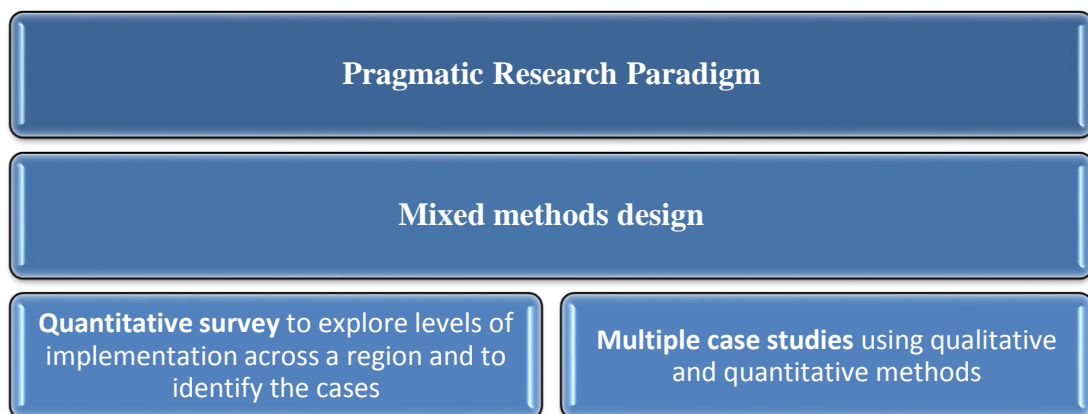 Pragmatic Research Paradigm
Mixed methods design
Quantitative survey to explore levels of
implementation across a region and to
identify the cases
Multiple case studies using qualitative
and quantitative methods